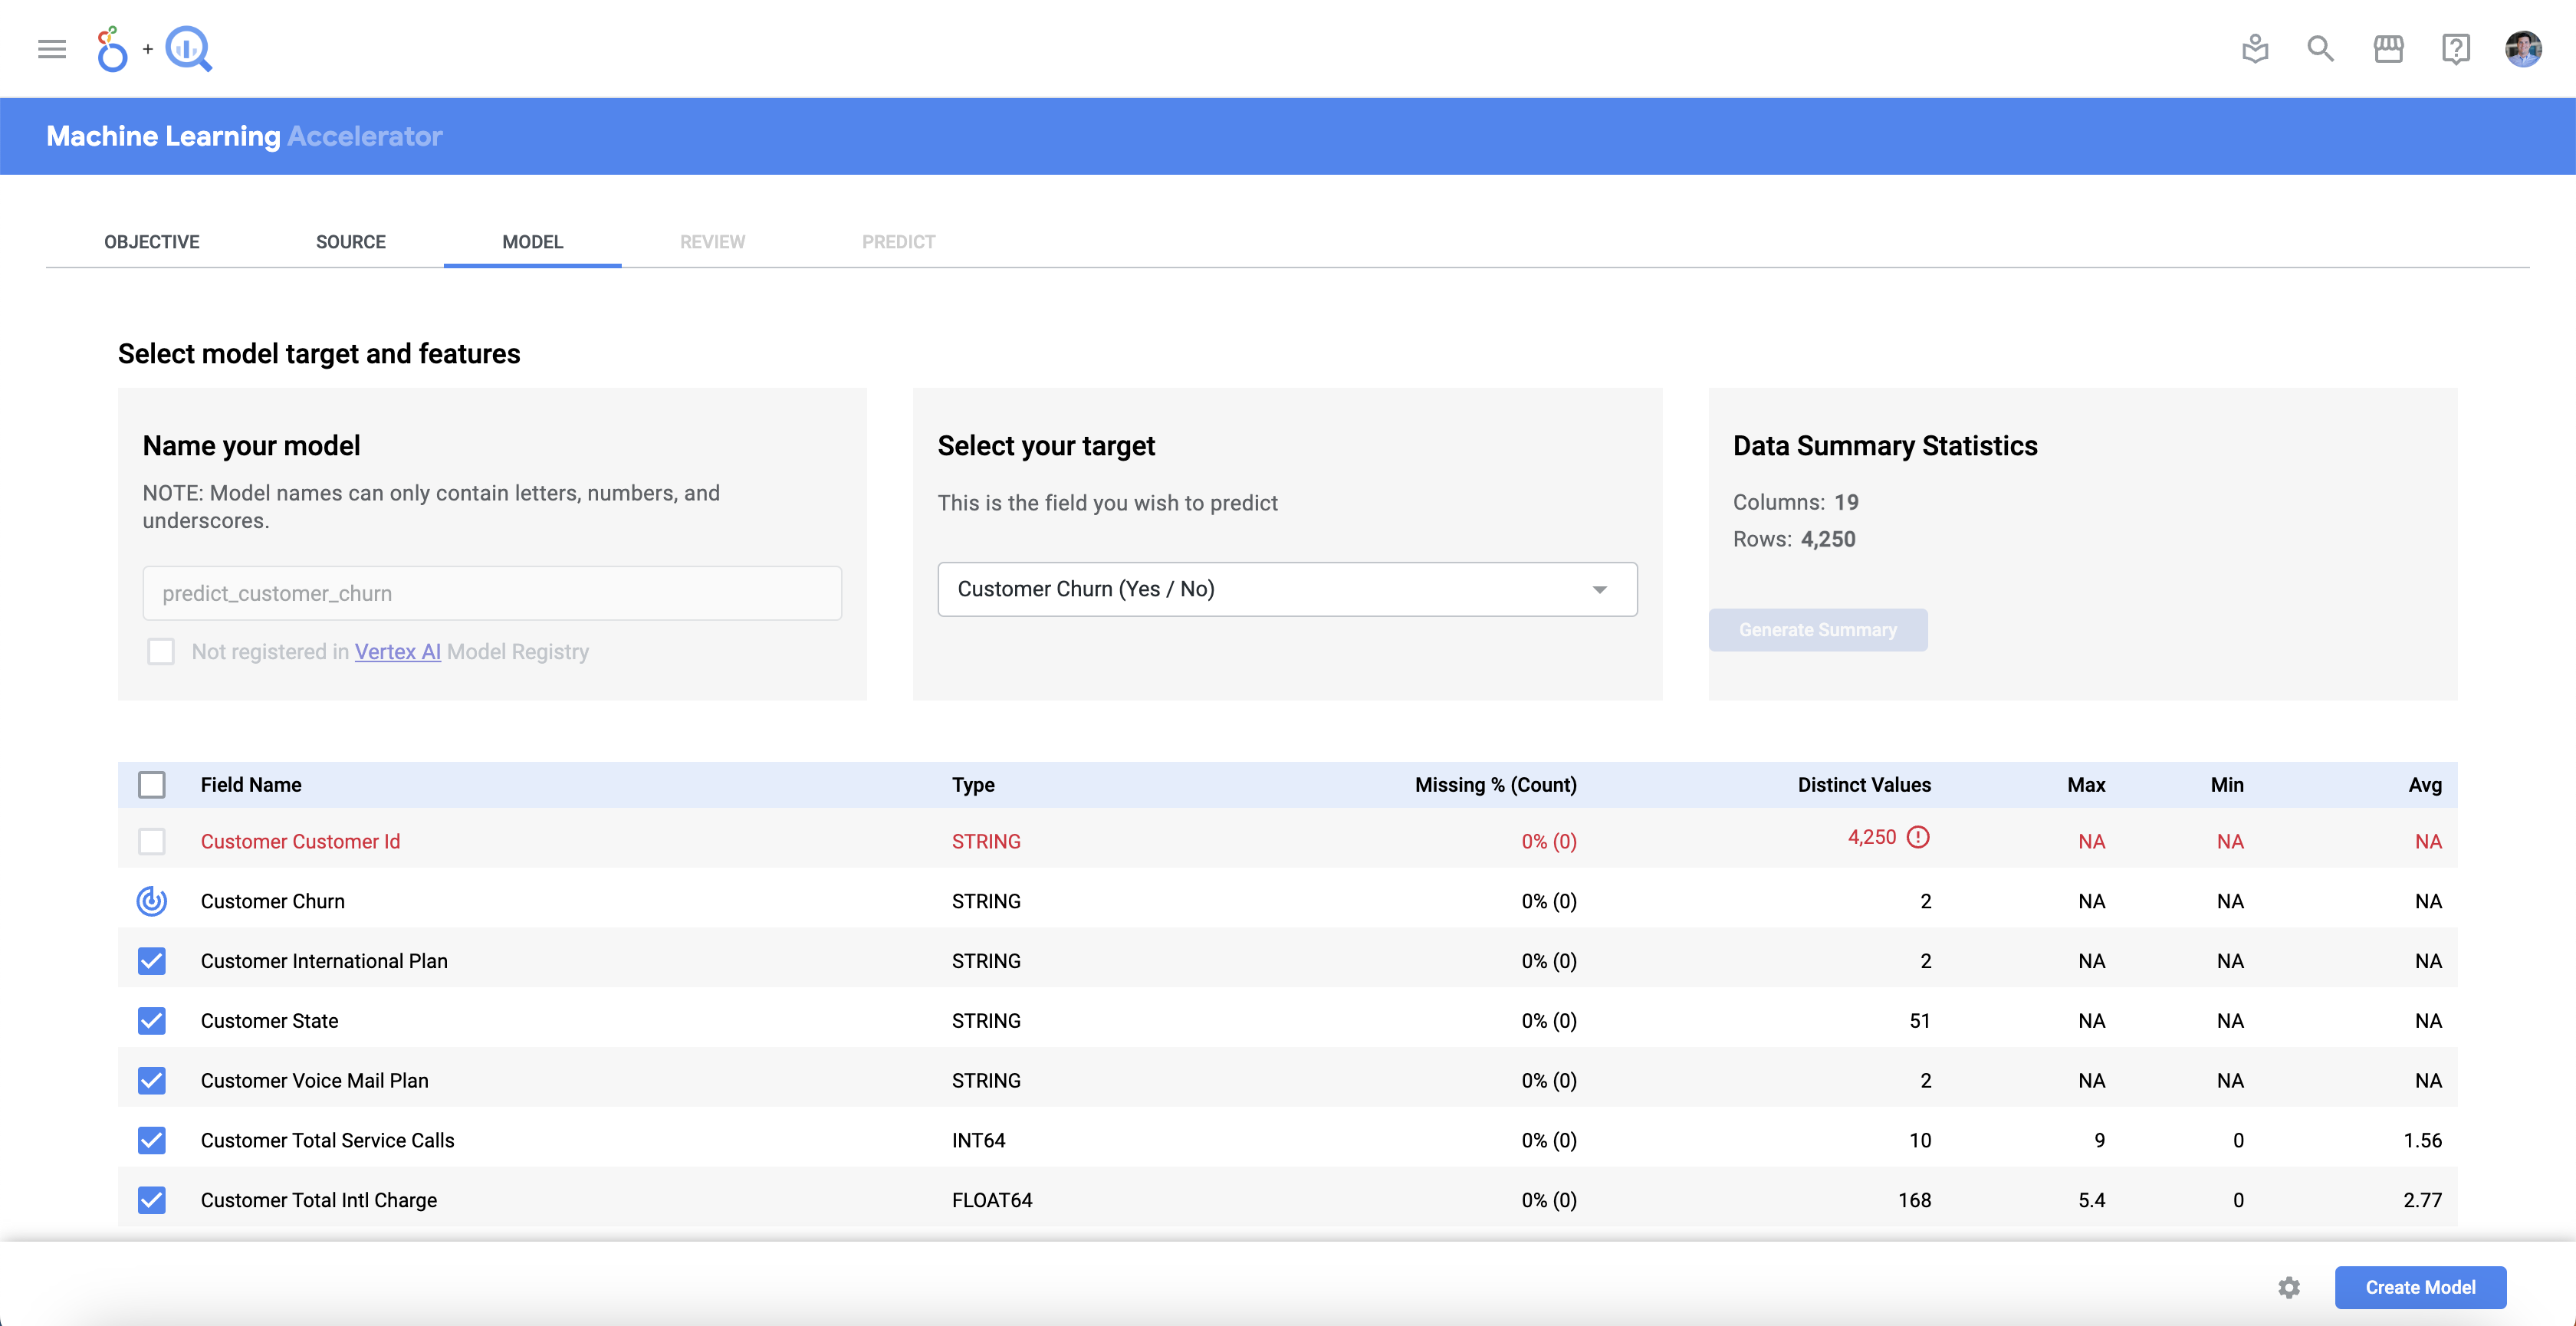 +
Machine Learning Accelerator
OBJECTIVE SOURCE MODEL REVIEW PREDICT
Select model target and features
Name your model
NOTE: Model names can only contain letters, numbers, and
underscores.
predict_customer_churn
Not registered in Vertex AI Model Registry
Select your target
This is the field you wish to predict
Customer Churn (Yes / No)
Data Summary Statistics
Columns: 19
Rows: 4,250
Generate Summary
Field Name Type Missing % (Count) Distinct Values Max Min Avg
Customer Customer Id STRING 0% (0) 4,250 NA NA NA
Customer Churn STRING 0% (0) 2 NA NA NA
Customer International Plan STRING 0% (0) 2 NA NA NA
Customer State STRING 0% (0) 51 NA NA NA
Customer Voice Mail Plan STRING 0% (0) 2 NA NA NA
Customer Total Service Calls INT64 0% (0) 10 9 0 1.56
Customer Total Intl Charge FLOAT64 0% (0) 168 5.4 0 2.77
Create Model